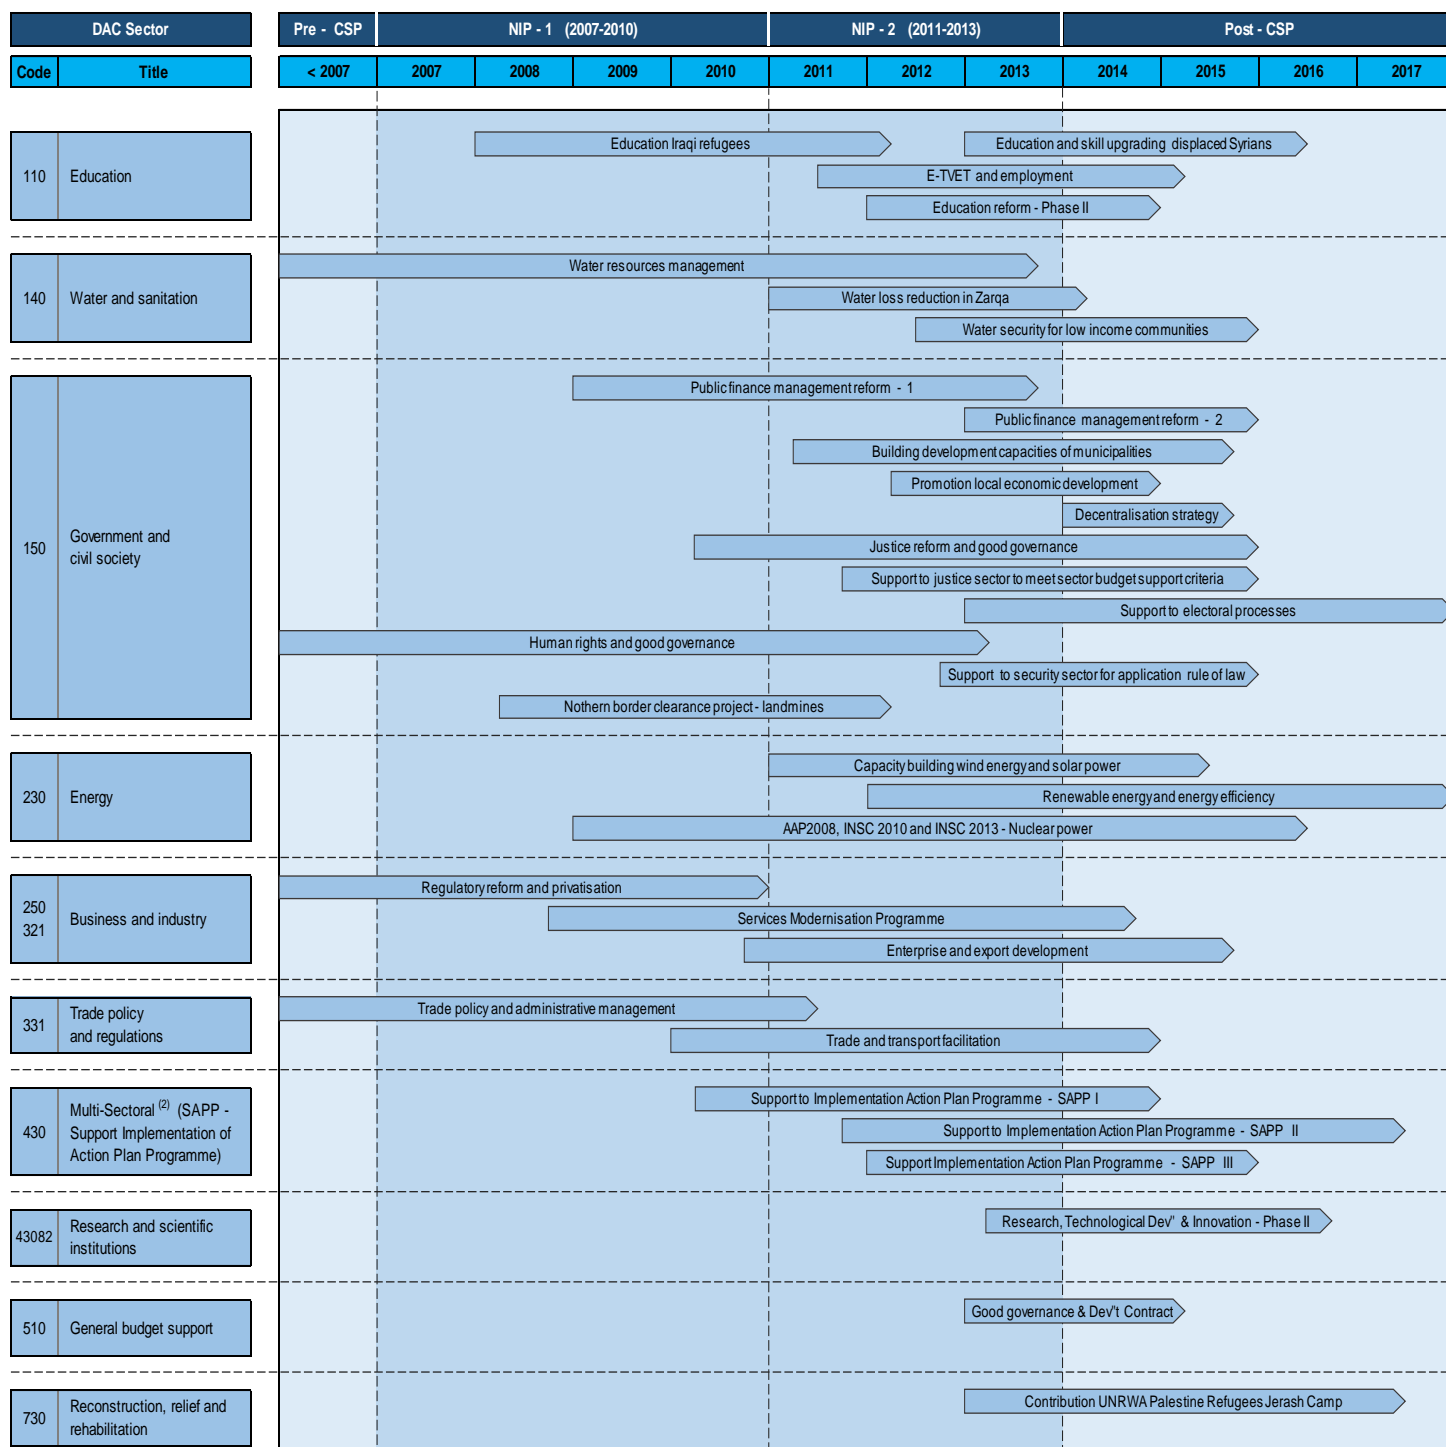 DAC Sector
Pre - CSP
NIP - 1 (2007-2010)
NIP - 2 (2011-2013)
Post - CSP
Code
Title
< 2007
2007
2008
2009
2010
2011
2012
2013
2014
2015
2016
2017
110
Education
Education Iraqi refugees
Education and skill upgrading displaced Syrians
E-TVET and employment
Education reform - Phase II
140
Water and sanitation
Water resources management
Water loss reduction in Zarqa
Water security for low income communities
150
Government and
civil society
Public finance management reform - 1
Public finance management reform - 2
Building development capacities of municipalities
Promotion local economic development
Decentralisation strategy
Justice reform and good governance
Support to justice sector to meet sector budget support criteria
Support to electoral processes
Human rights and good governance
Support to security sector for application rule of law
Nothern border clearance project - landmines
230
Energy
Capacity building wind energy and solar power
Renewable energy and energy efficiency
AAP2008, INSC 2010 and INSC 2013 - Nuclear power
250
321
Business and industry
Regulatory reform and privatisation
Services Modernisation Programme
Enterprise and export development
331
Trade policy
and regulations
Trade policy and administrative management
Trade and transport facilitation
430
Multi-Sectoral (2) (SAPP -
Support Implementation of
Action Plan Programme)
Support to Implementation Action Plan Programme - SAPP I
Support to Implementation Action Plan Programme - SAPP II
Support Implementation Action Plan Programme - SAPP III
43082
Research and scientific
institutions
Research, Technological Dev" & Innovation - Phase II
510
General budget support
Good governance & Dev"t Contract
730
Reconstruction, relief and
rehabilitation
Contribution UNRWA Palestine Refugees Jerash Camp